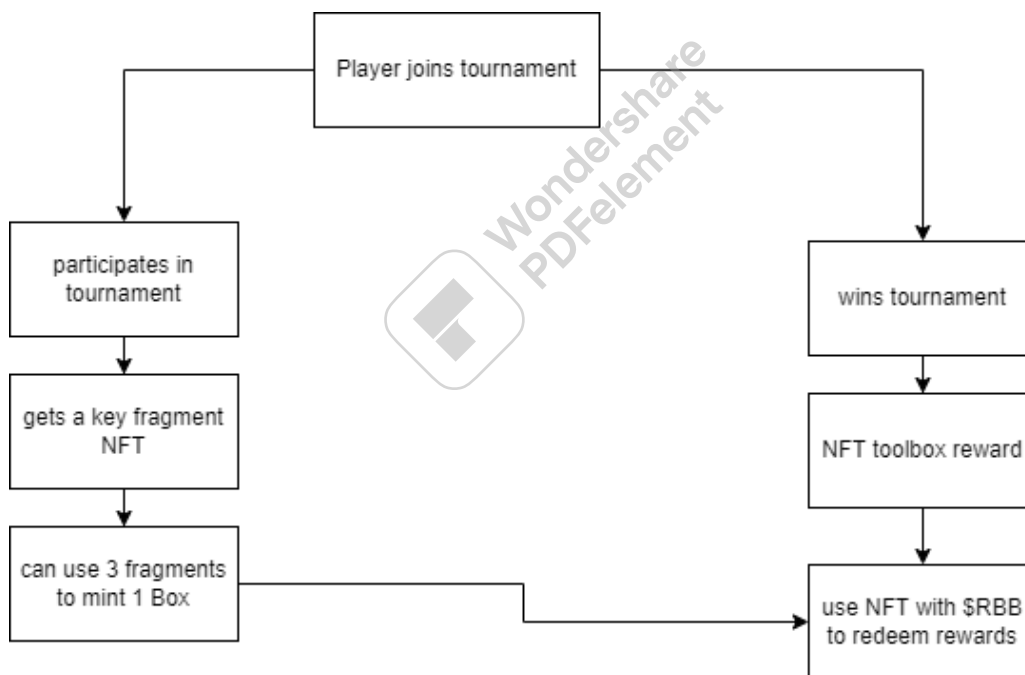 Player joins tournament
Wondershare
PDFelement
participates in
tournament
wins tournament
gets a key fragment
NFT
NFT toolbox reward
can use 3 fragments
to mint 1 Box
use NFT with $RBB
to redeem rewards